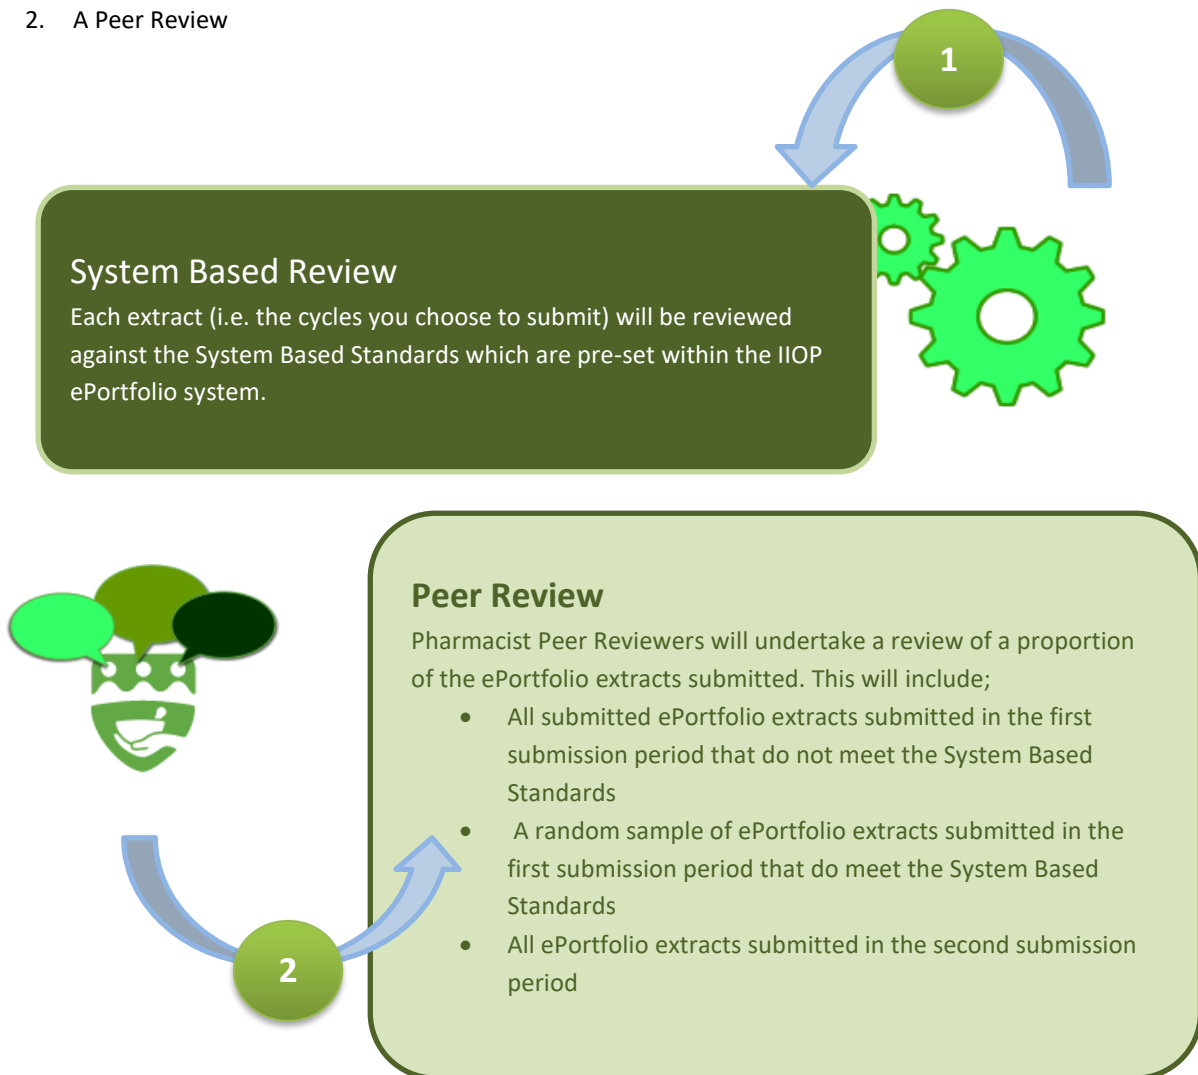 2. A Peer Review
1
System Based Review
Each extract (i.e. the cycles you choose to submit) will be reviewed
against the System Based Standards which are pre-set within the IIOP
ePortfolio system.
Peer Review
Pharmacist Peer Reviewers will undertake a review of a proportion
of the ePortfolio extracts submitted. This will include;
• All submitted ePortfolio extracts submitted in the first
submission period that do not meet the System Based
Standards
• A random sample of ePortfolio extracts submitted in the
first submission period that do meet the System Based
Standards
• All ePortfolio extracts submitted in the second submission
period
2